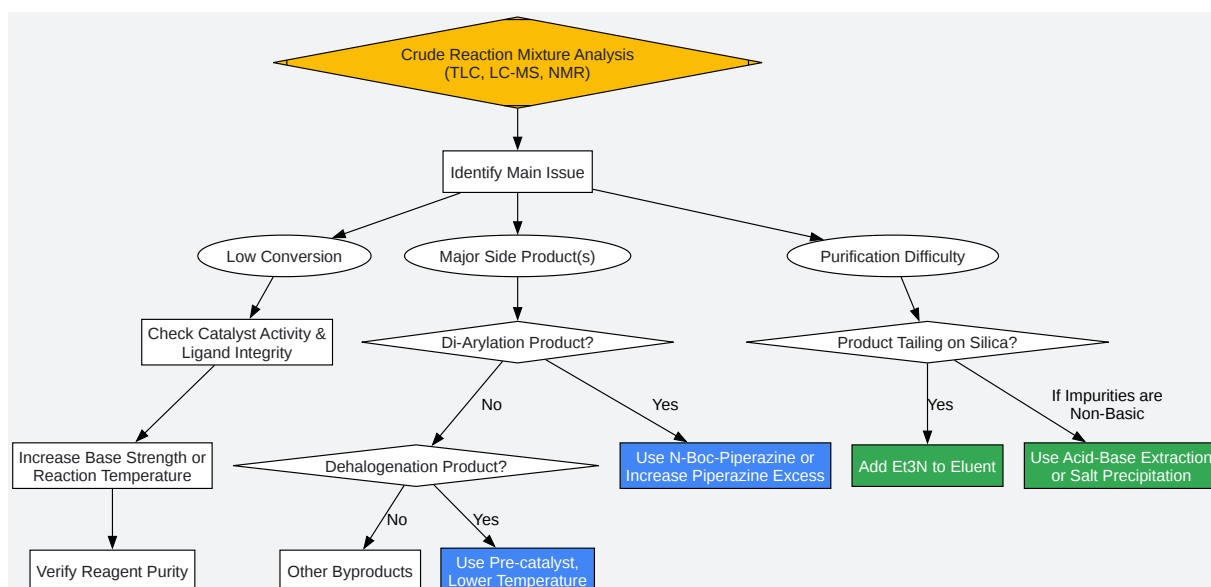 Crude Reaction Mixture Analysis
(TLC, LC-MS, NMR)
Identify Main Issue
Low Conversion
Major Side Product(s)
Purification Difficulty
Check Catalyst Activity &
Ligand Integrity
Di-Arylation Product?
Product Tailing on Silica?
No
Yes
Yes
If Impurities are
Non-Basic
Increase Base Strength or
Reaction Temperature
Dehalogenation Product?
Use N-Boc-Piperazine or
Increase Piperazine Excess
Add Et3N to Eluent
Use Acid-Base Extraction
or Salt Precipitation
No
Yes
Verify Reagent Purity
Other Byproducts
Use Pre-catalyst,
Lower Temperature